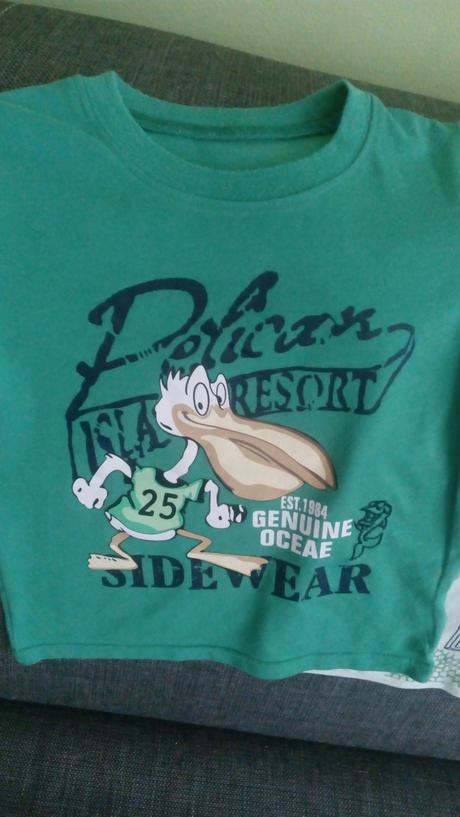 Pelican
ISLA RESORT
25
EST.1984
GENUINE
OCEAE
SIDEWEAR